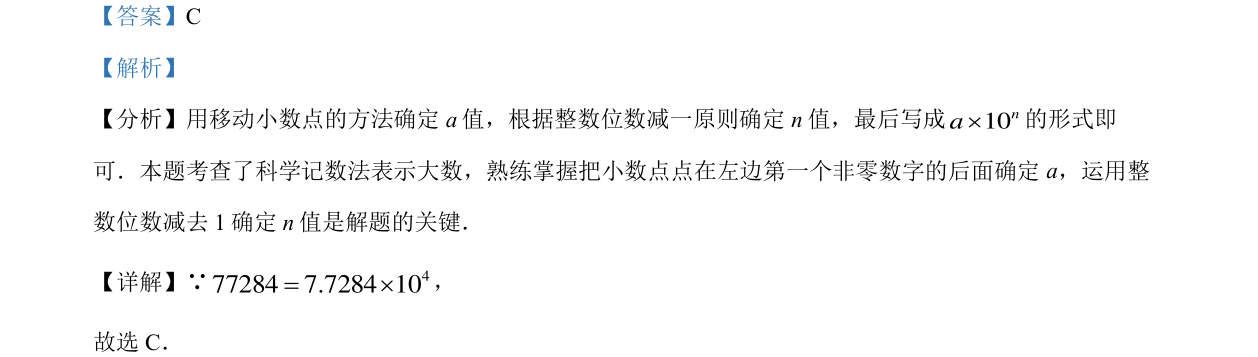 【答案】C
【解析】
【分析】用移动小数点的方法确定 a 值，根据整数位数减一原则确定 n 值，最后写成 a×10ⁿ 的形式即
可．本题考查了科学记数法表示大数，熟练掌握把小数点点在左边第一个非零数字的后面确定 a，运用整
数位数减去 1 确定 n 值是解题的关键．
【详解】∵77284＝7.7284×10⁴，
故选 C．